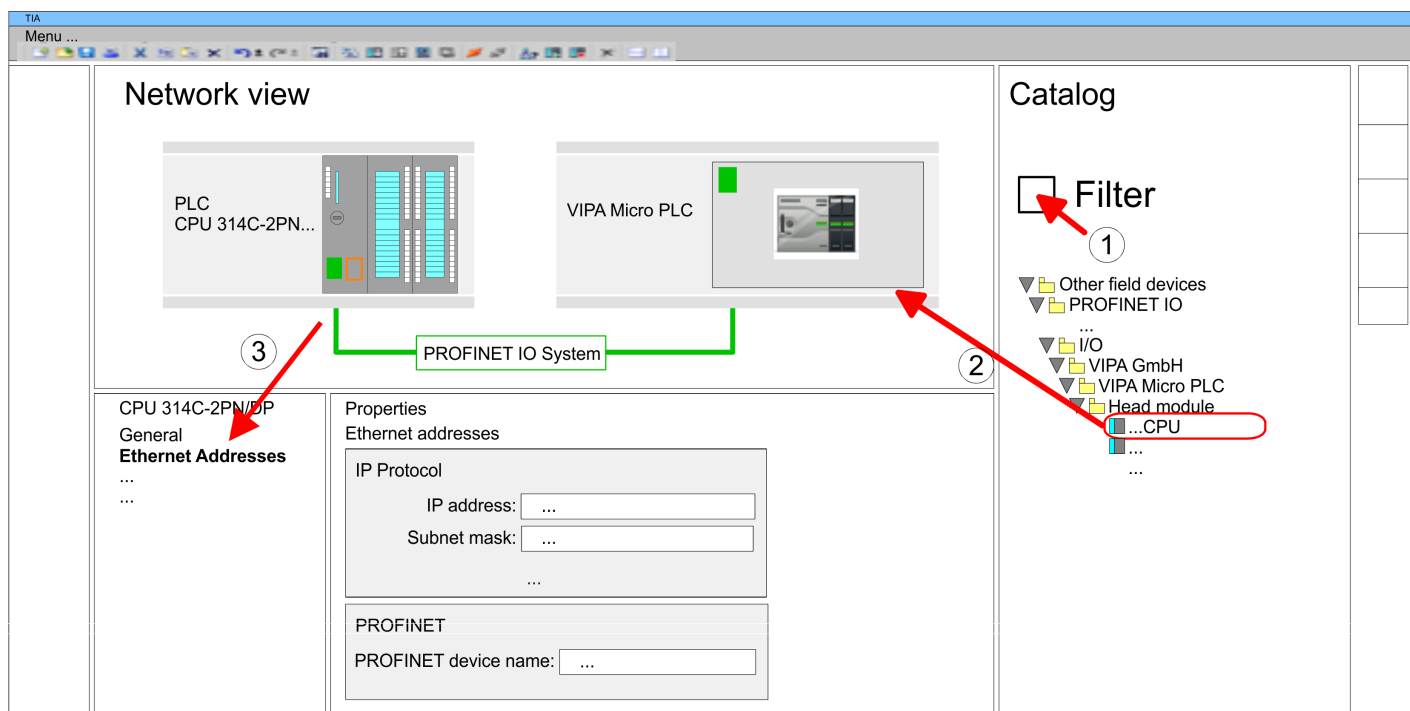 TIA
Menu ...
Network view
PLC
CPU 314C-2PN...
VIPA Micro PLC
PROFINET IO System
3
2
Catalog
Filter
1
Other field devices
PROFINET IO
...
I/O
VIPA GmbH
VIPA Micro PLC
Head module
...CPU
...
...
CPU 314C-2PN/DP
General
Ethernet Addresses
...
...
Properties
Ethernet addresses
IP Protocol
IP address: ...
Subnet mask: ...
...
PROFINET
PROFINET device name: ...